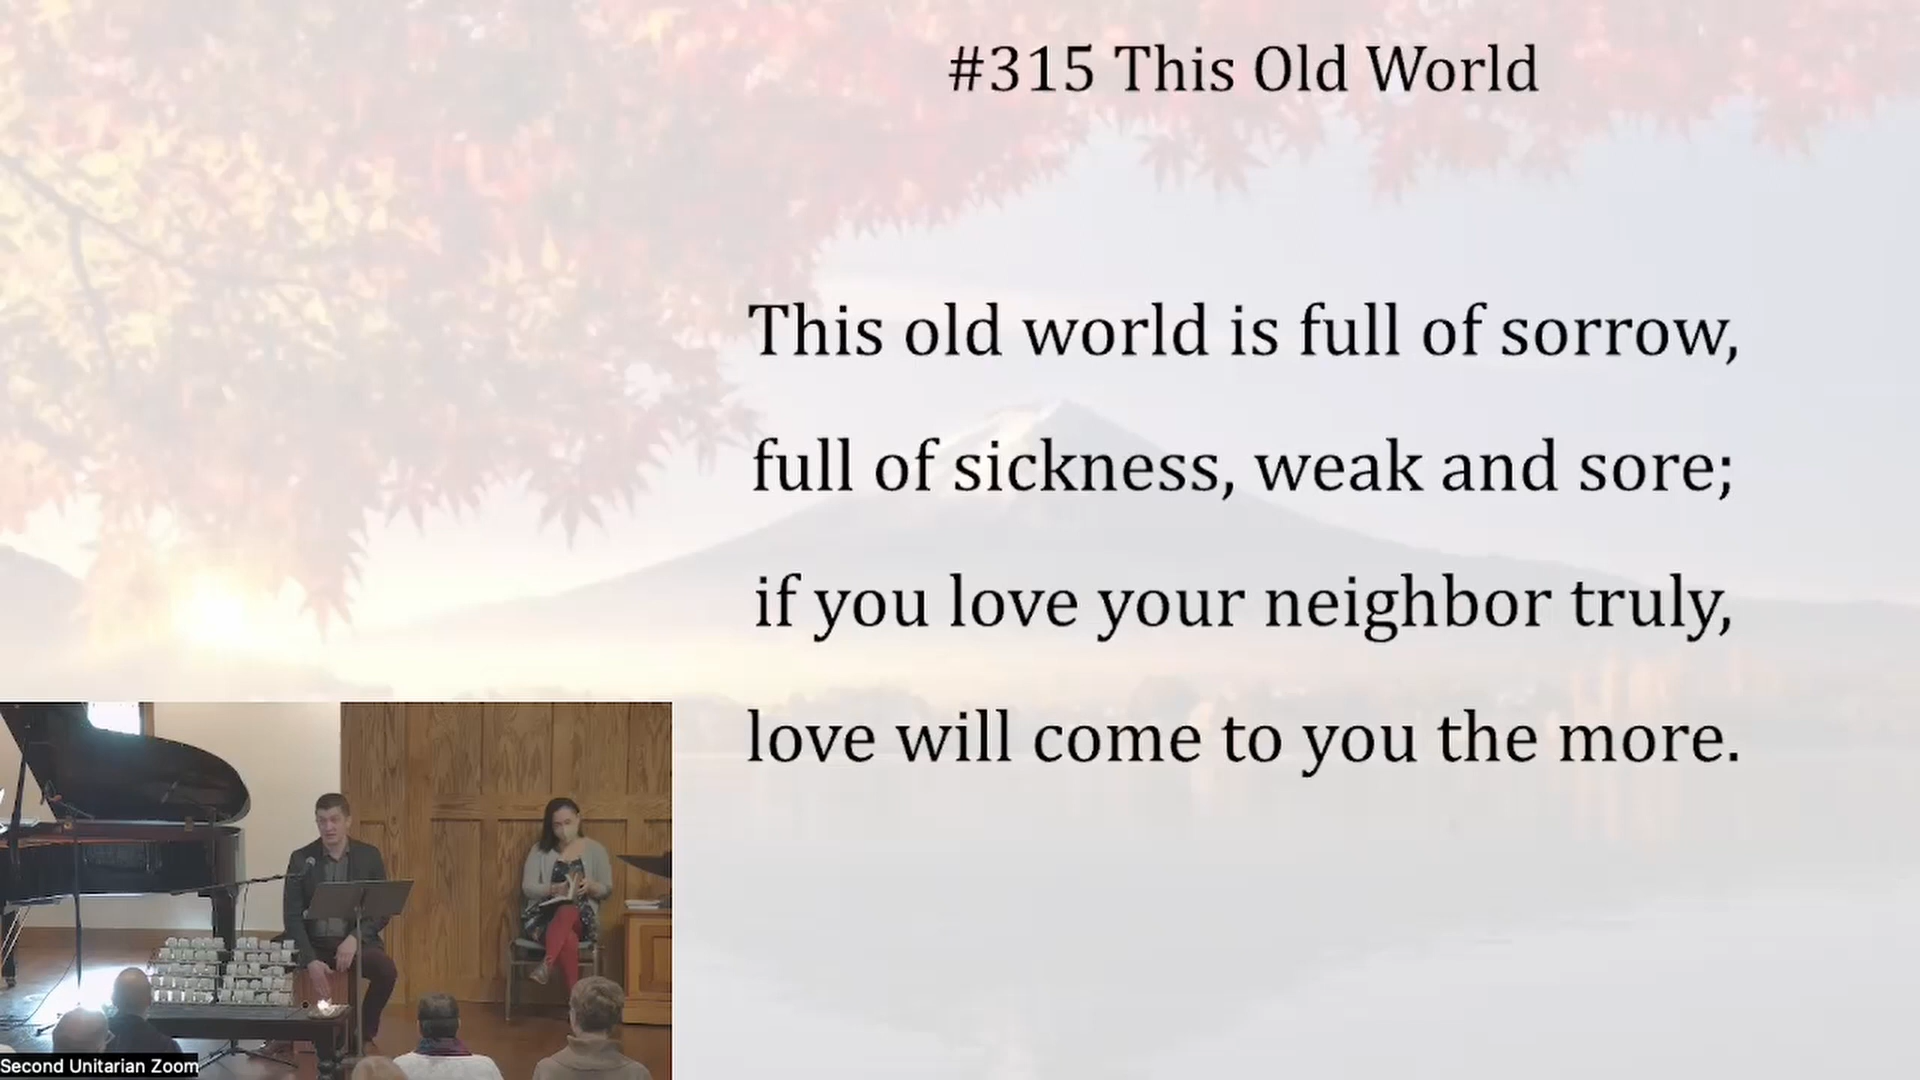 #315 This Old World
This old world is full of sorrow,
full of sickness, weak and sore;
if you love your neighbor truly,
love will come to you the more.
Second Unitarian Zoom